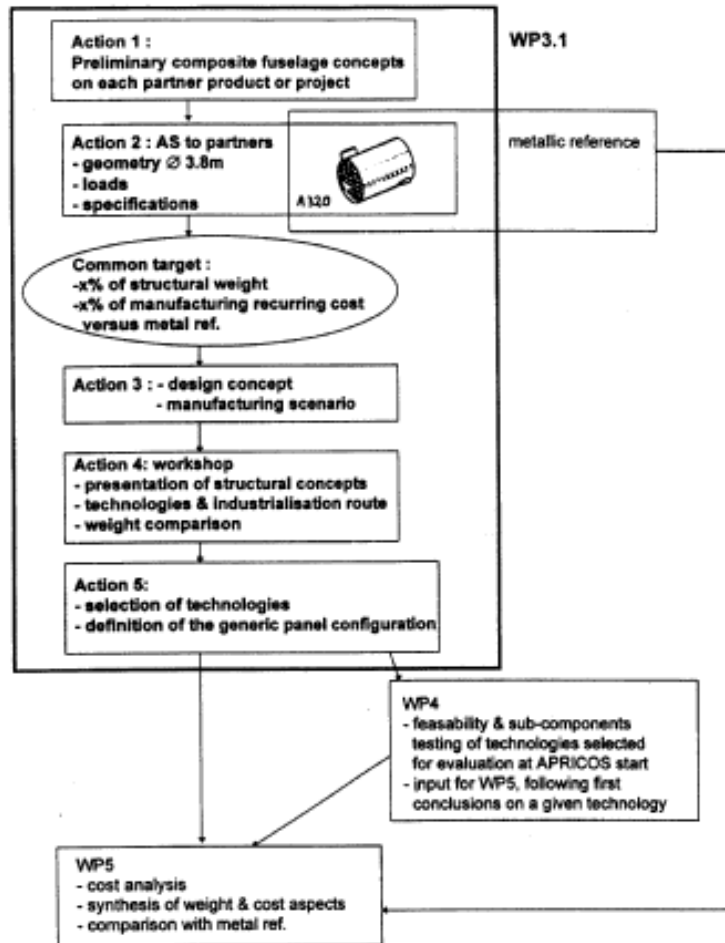 Action 1 :
Preliminary composite fuselage concepts
on each partner product or project
WP3.1
Action 2 : AS to partners
- geometry Ø 3.8m
- loads
- specifications
A320
metallic reference
Common target :
-x% of structural weight
-x% of manufacturing recurring cost
versus metal ref.
Action 3 : - design concept
- manufacturing scenario
Action 4: workshop
- presentation of structural concepts
- technologies & industrialisation route
- weight comparison
Action 5:
- selection of technologies
- definition of the generic panel configuration
WP4
- feasability & sub-components
testing of technologies selected
for evaluation at APRICOS start
- input for WP5, following first
conclusions on a given technology
WP5
- cost analysis
- synthesis of weight & cost aspects
- comparison with metal ref.